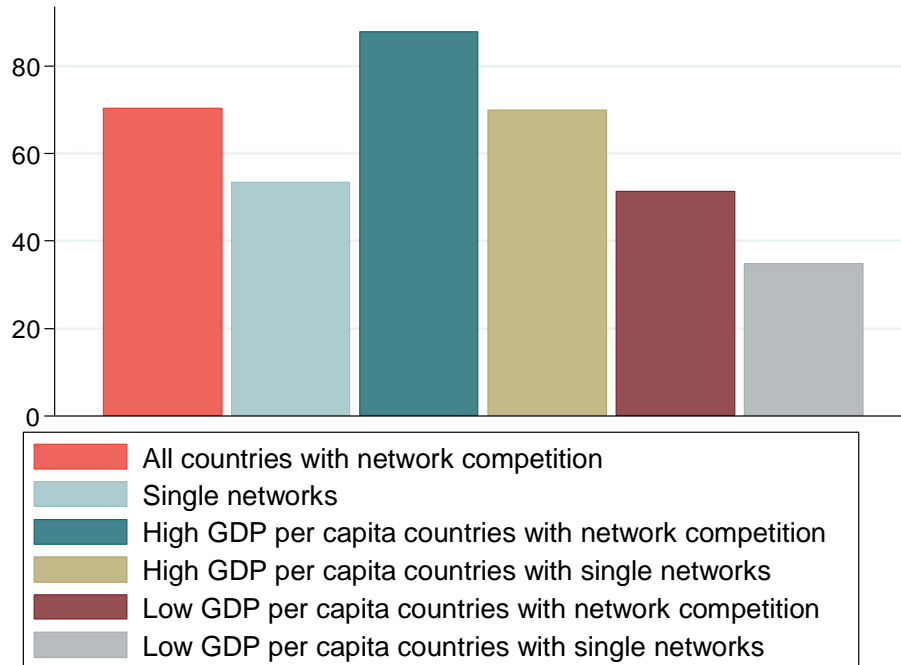 80
60
40
20
0
All countries with network competition
Single networks
High GDP per capita countries with network competition
High GDP per capita countries with single networks
Low GDP per capita countries with network competition
Low GDP per capita countries with single networks